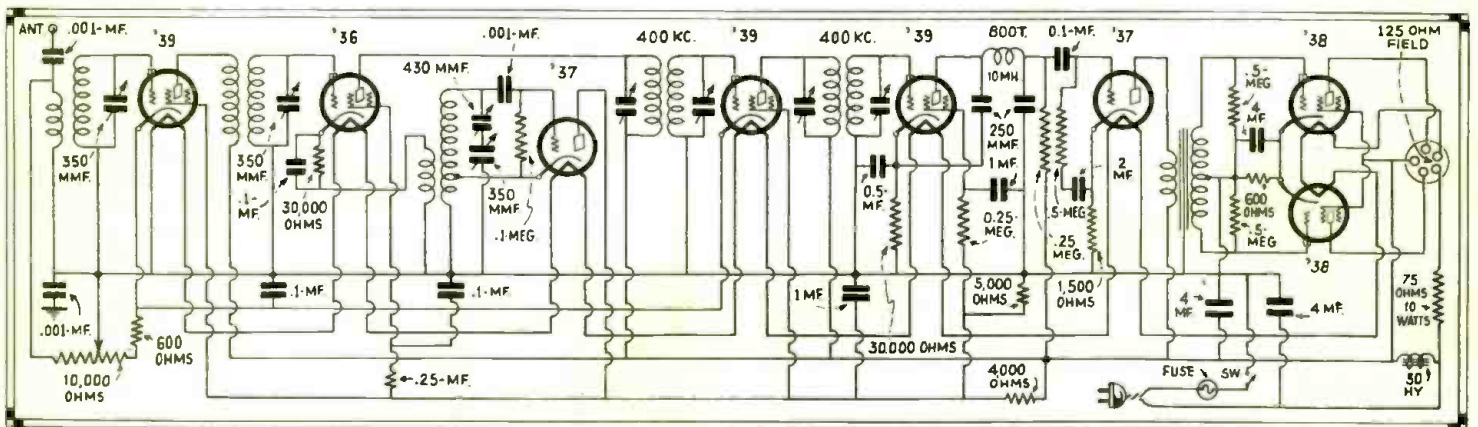 ANT
.001-MF.
'39
'36
.001-MF.
400 KC.
'39
400 KC.
'39
800T.
0.1-MF.
'37
'38
125 OHM
FIELD
430 MMF.
'37
10 MH
.5-
MEG
4
MF
350
MMF.
350
MMF.
.1-
MF.
30,000
OHMS
350
MMF.
.1-MEG.
0.5-
MF.
250
MMF.
1 MF.
0.25-
MEG.
.5-MEG
.25
MEG.
2
MF
600
OHMS
.5-
MEG
'38
.001-MF.
.1-MF.
.1-MF.
1 MF.
5,000
OHMS
1,500
OHMS
4
MF
4 MF.
75
OHMS
10
WATTS
600
OHMS
10,000
OHMS
.25-MF.
30,000 OHMS
4,000
OHMS
FUSE
SW
30
HY